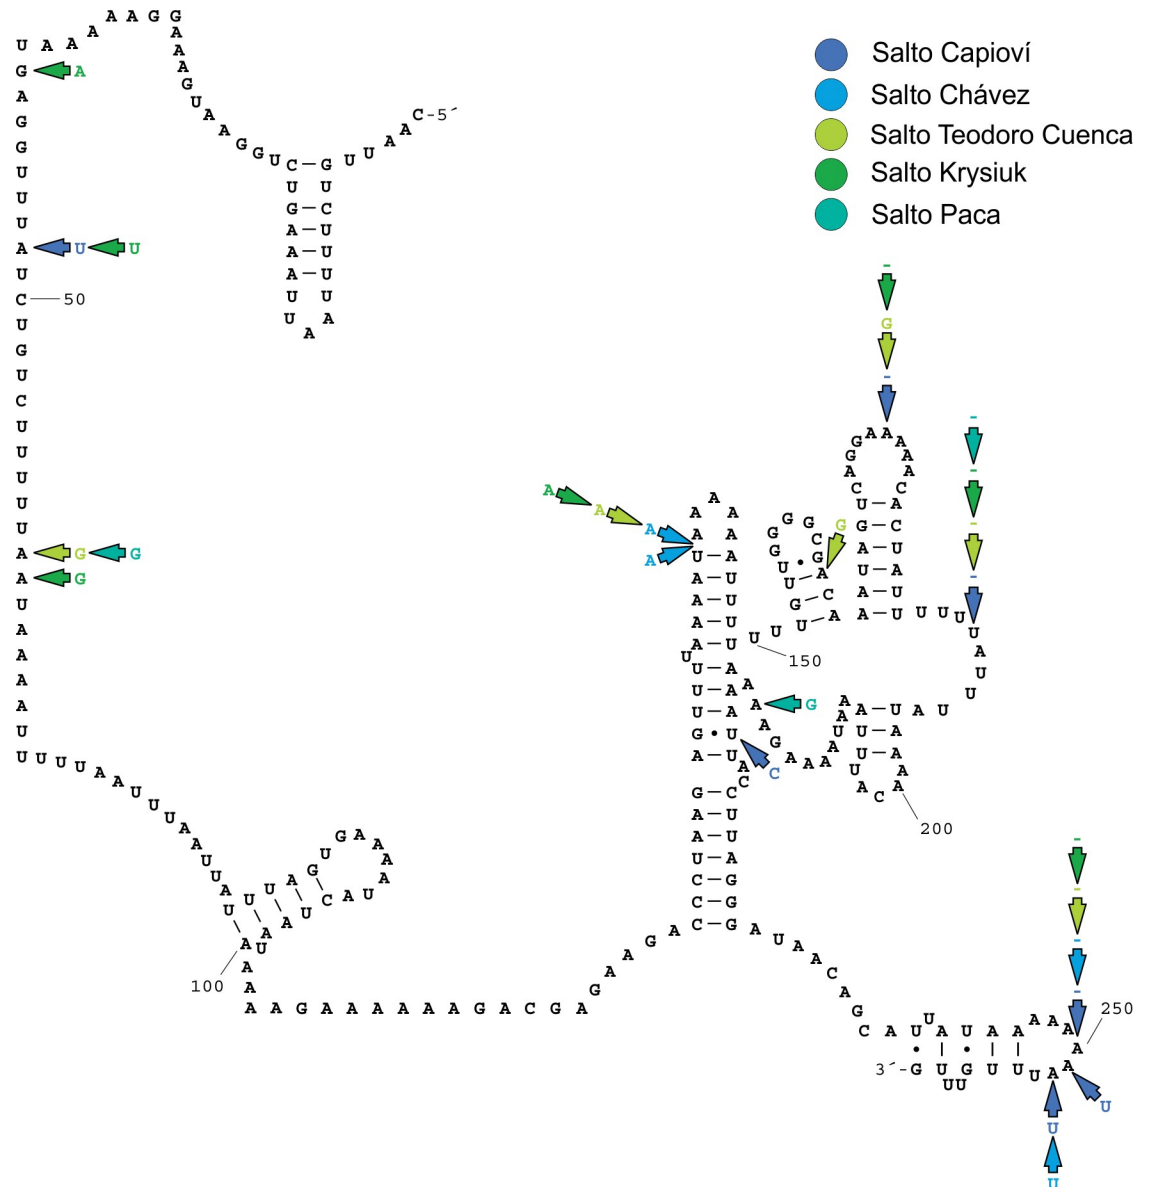 Salto Capioví
Salto Chávez
Salto Teodoro Cuenca
Salto Krysiuk
Salto Paca
C-5´
A A U U G
U C U U U U A
A
U U A A A G U C
U G G A A U G A A A G G A A A A A U
G A G G U U U A U C U G U C U U U U U A A U A A A A U U
A
U U
50
G G
G
U U U A A U U U A A U U A U A
U U A G U G A A A A U A C U A A U
100
A A A
A G A A A A A A G A C G A
G A A G A C
C C U A A G
A G U U U U A A A A U A A A A
A A U U U U A A A U U A C
C U U A G G G
A A A A
G
C
A A G A A A A U A A
U U U
150
G U U G G G G C G A C A
G
A A U A G U C A G G A A A A A C A C U A U U
G
U U U U A U U U A U
A U U U A C A A A A
200
A U A A C A G C A U U A U A A A A A
250
A A A U U U G U U U G-3´
U
U
U